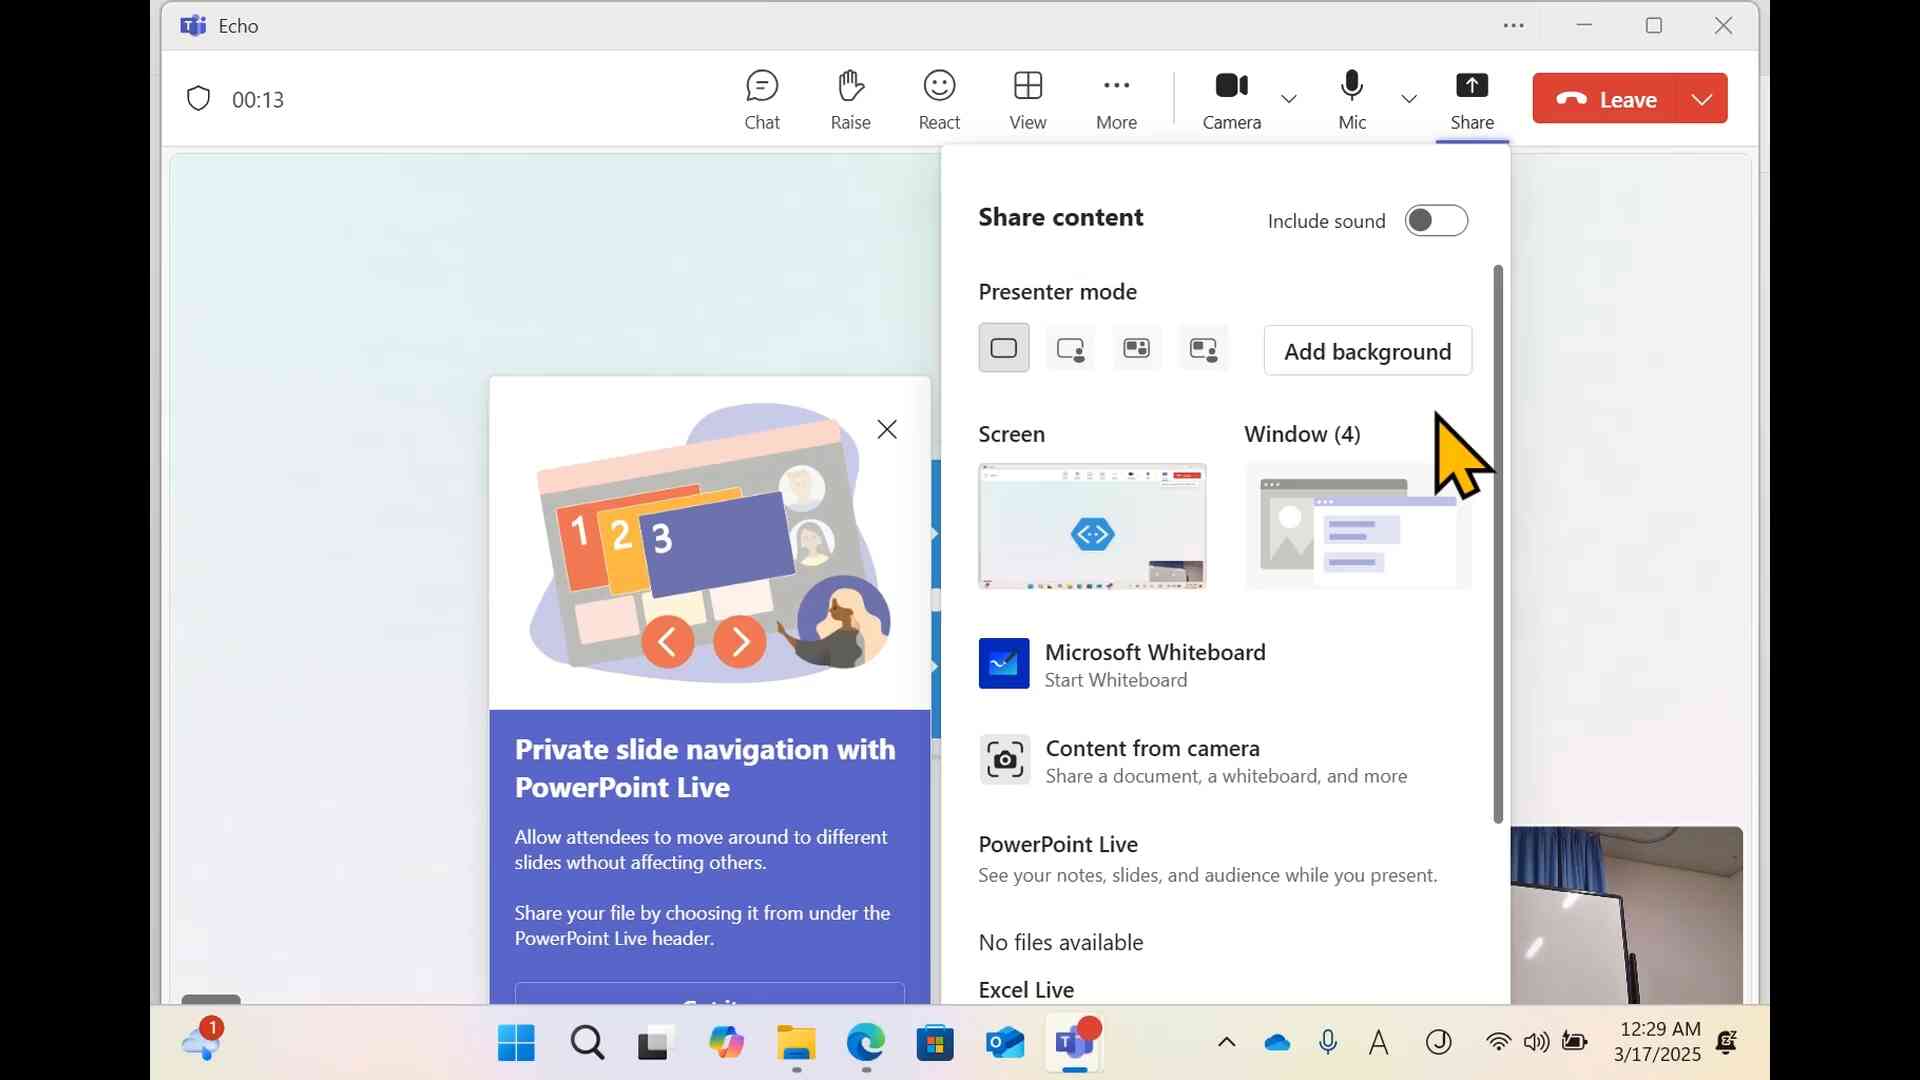 Echo
00:13
Chat
Raise
React
View
More
Camera
Mic
Share
Leave
Share content
Include sound
Presenter mode
Add background
Screen
Window (4)
1 2 3
Private slide navigation with
PowerPoint Live
Allow attendees to move around to different
slides wthout affecting others.
Share your file by choosing it from under the
PowerPoint Live header.
Microsoft Whiteboard
Start Whiteboard
Content from camera
Share a document, a whiteboard, and more
PowerPoint Live
See your notes, slides, and audience while you present.
No files available
Excel Live
1
A
12:29 AM
3/17/2025